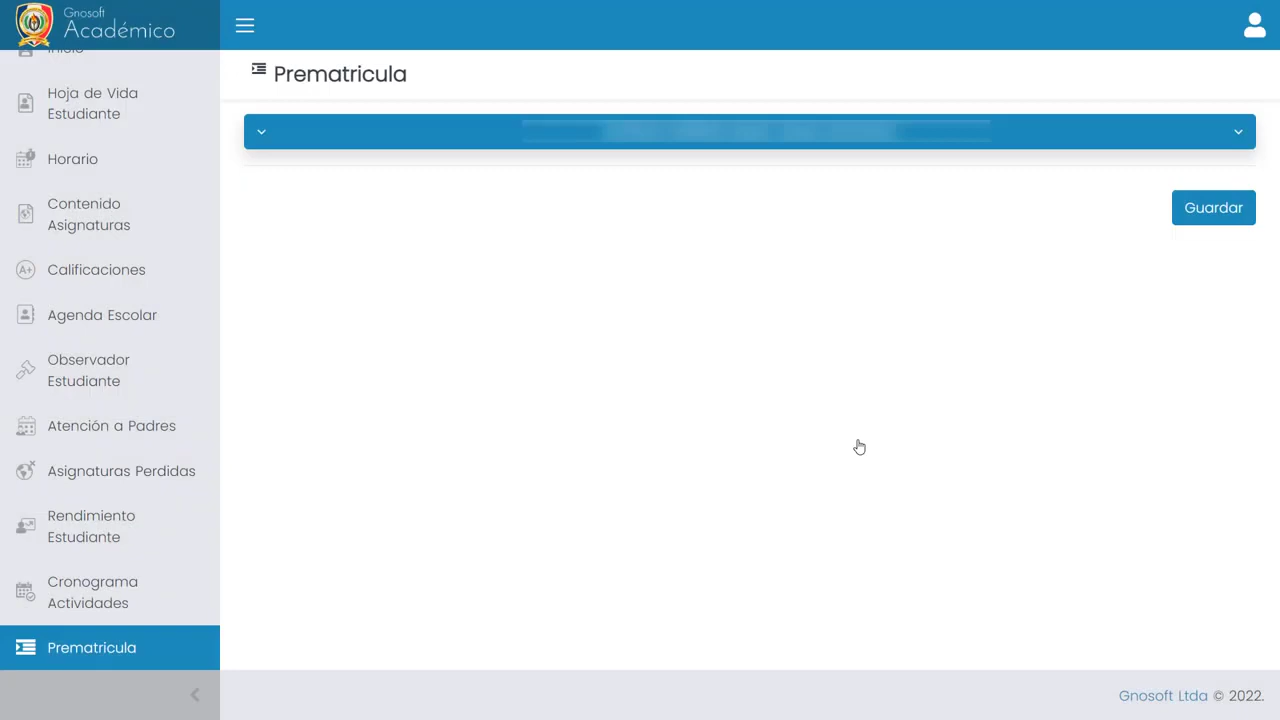 Gnosoft
Académico
Inicio
Prematricula
Hoja de Vida
Estudiante
Horario
Contenido
Asignaturas
Guardar
Calificaciones
A+
Agenda Escolar
Observador
Estudiante
Atención a Padres
Asignaturas Perdidas
Rendimiento
Estudiante
Cronograma
Actividades
Prematricula
Gnosoft Ltda © 2022.